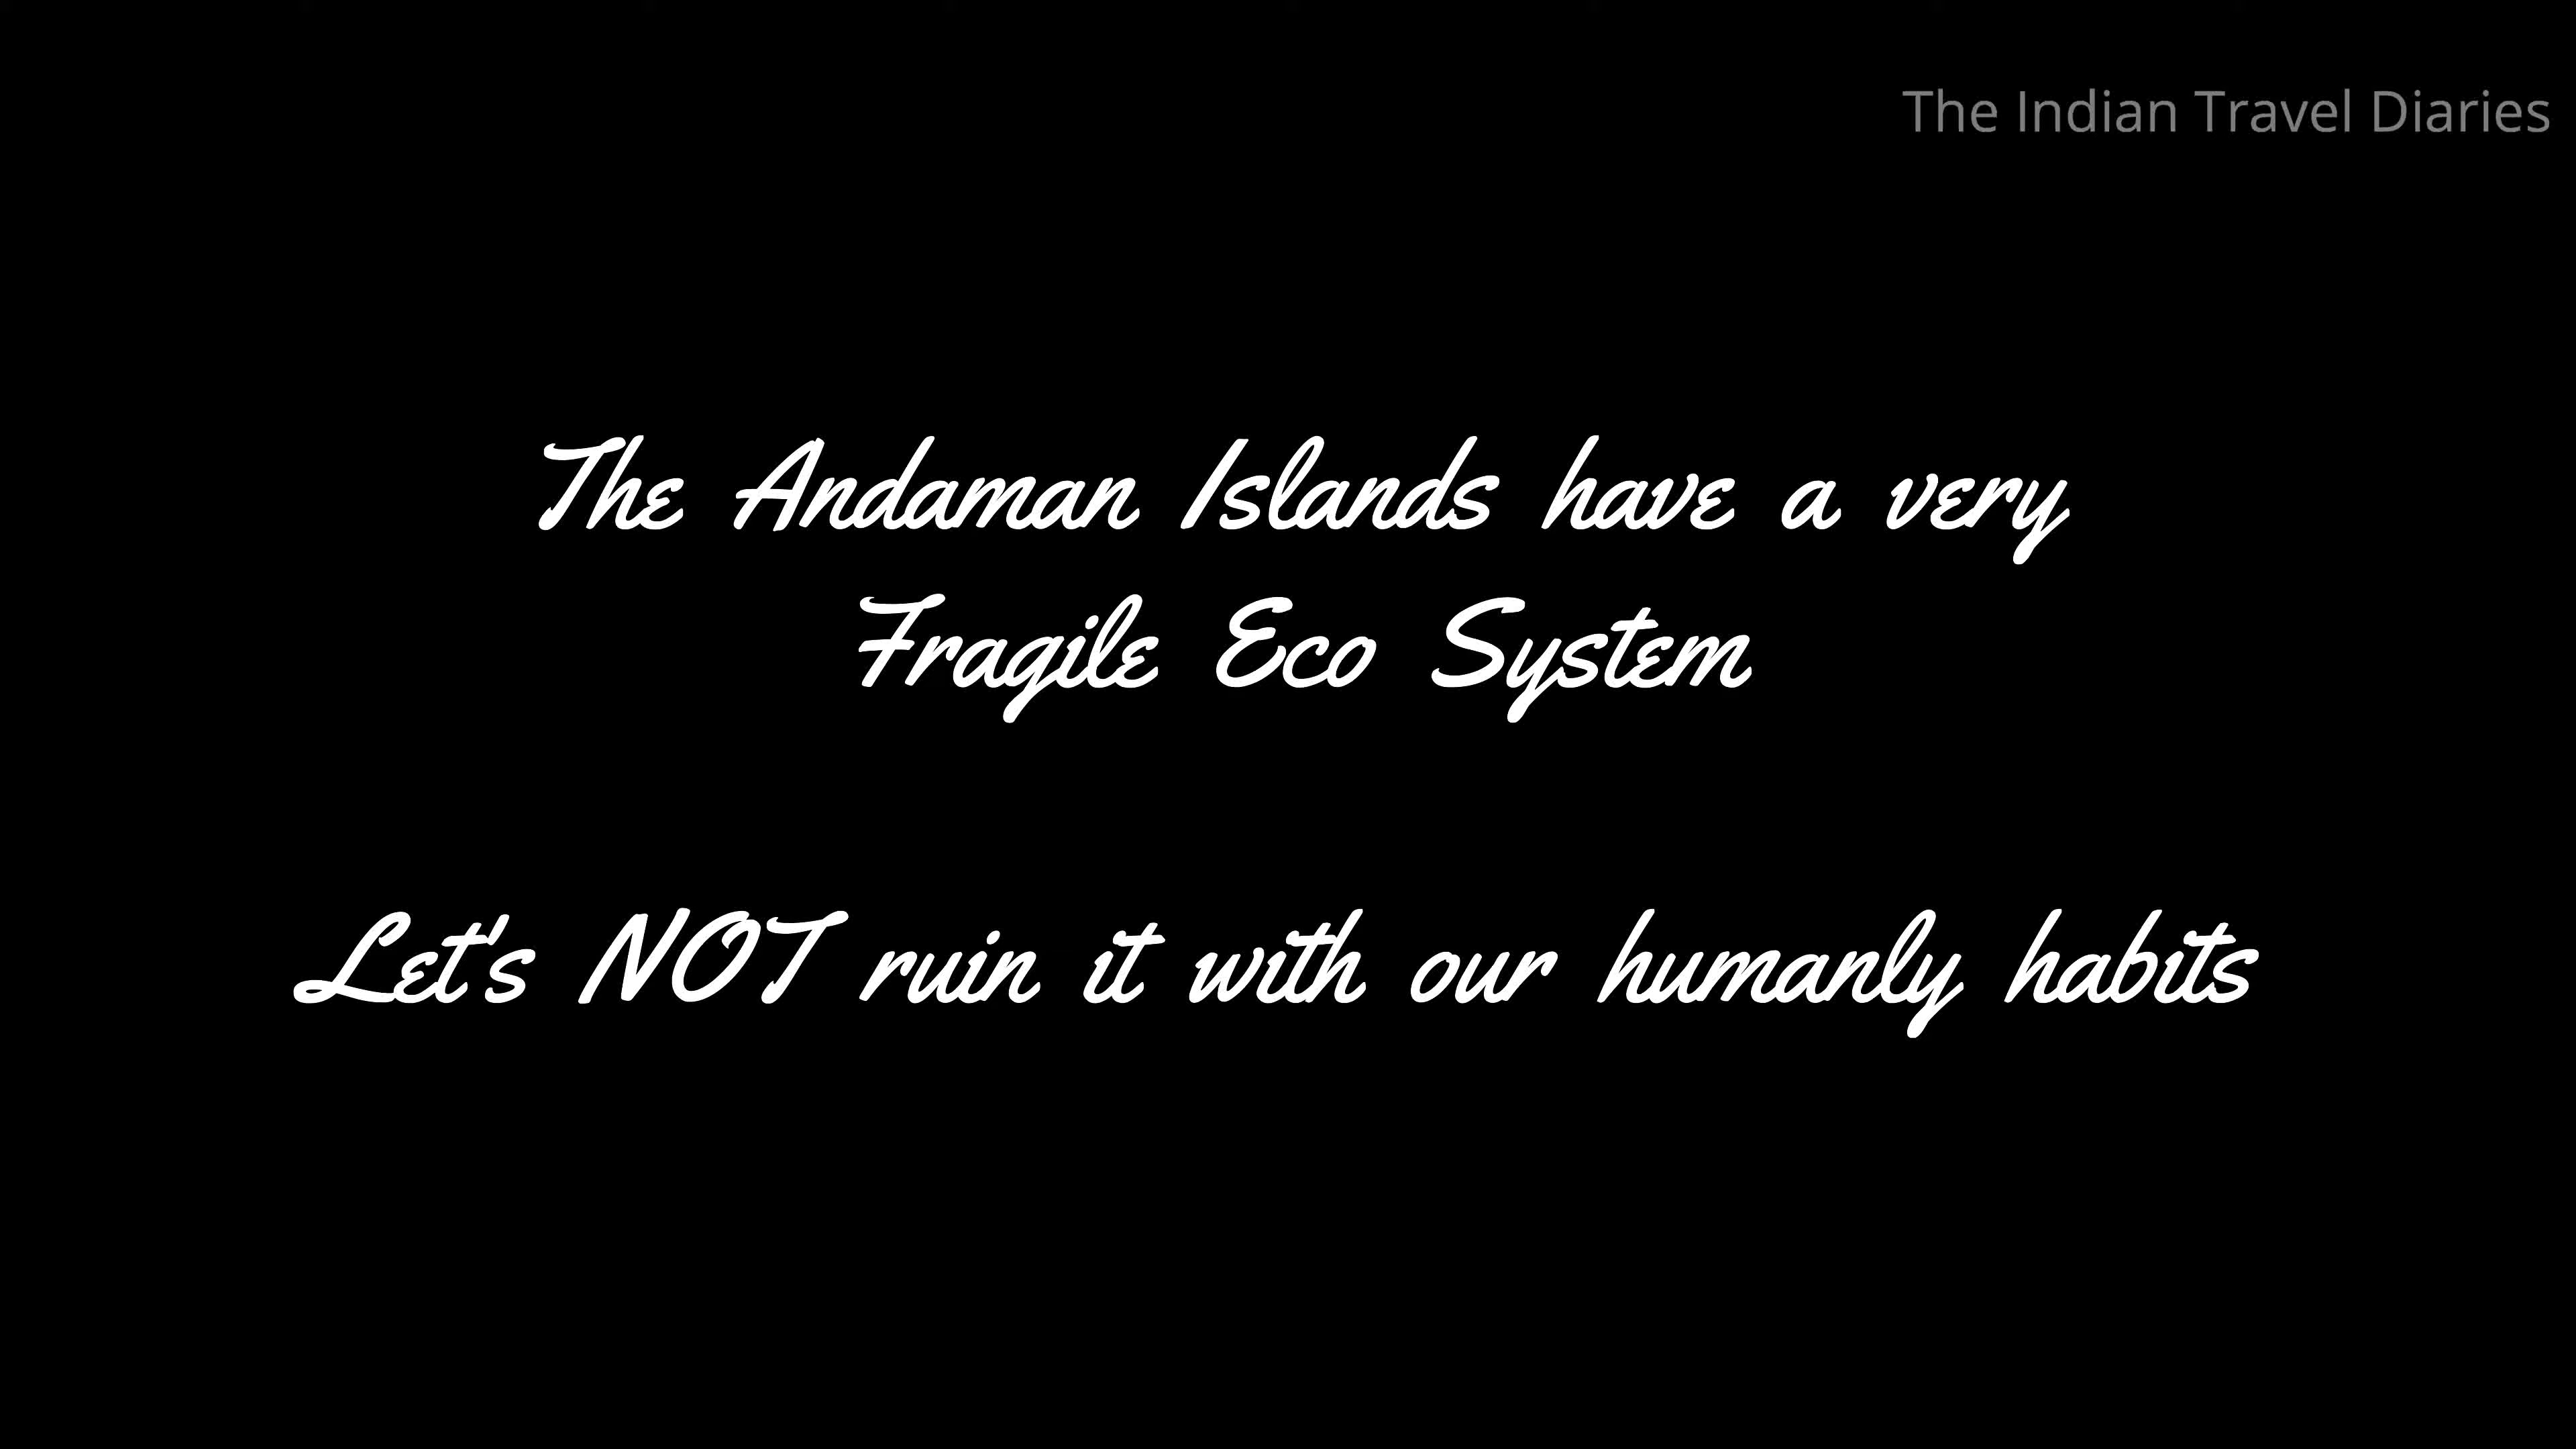 The Indian Travel Diaries
The Andaman Islands have a very
Fragile Eco System
Let's NOT ruin it with our humanly habits